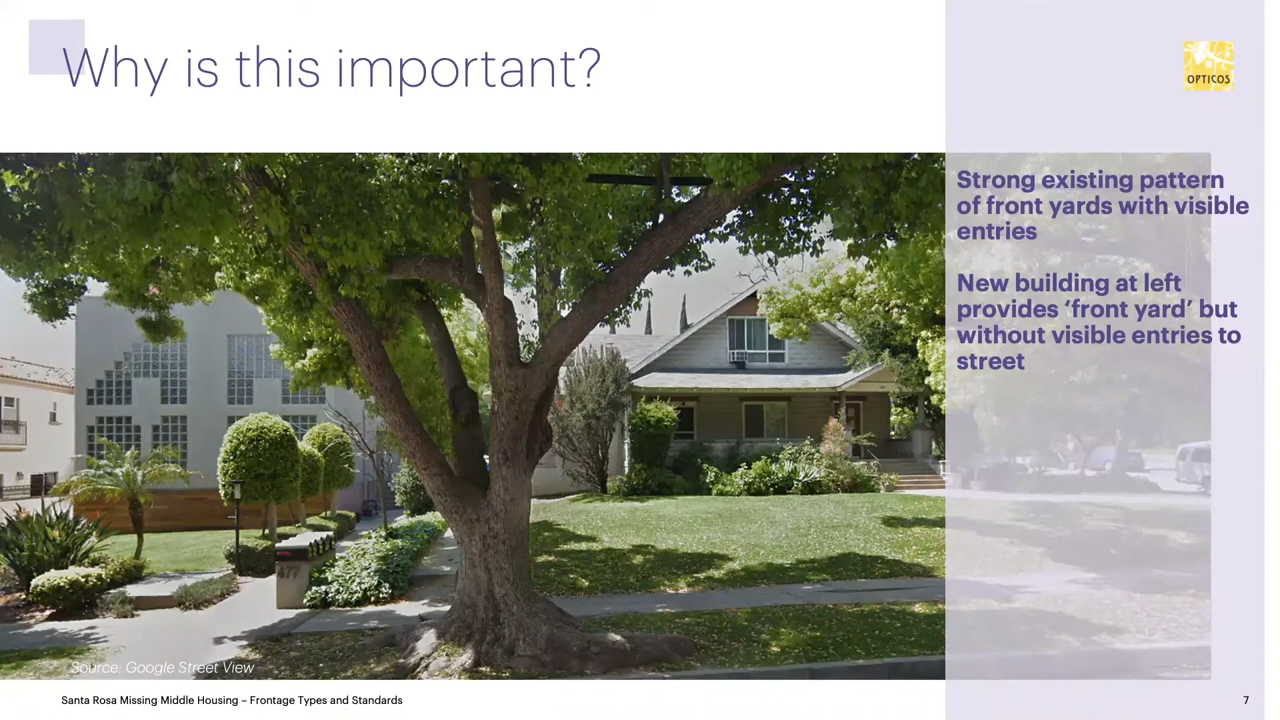 Why is this important?
OPTICOS
Strong existing pattern
of front yards with visible
entries
New building at left
provides ‘front yard’ but
without visible entries to
street
477
Source: Google Street View
Santa Rosa Missing Middle Housing – Frontage Types and Standards
7